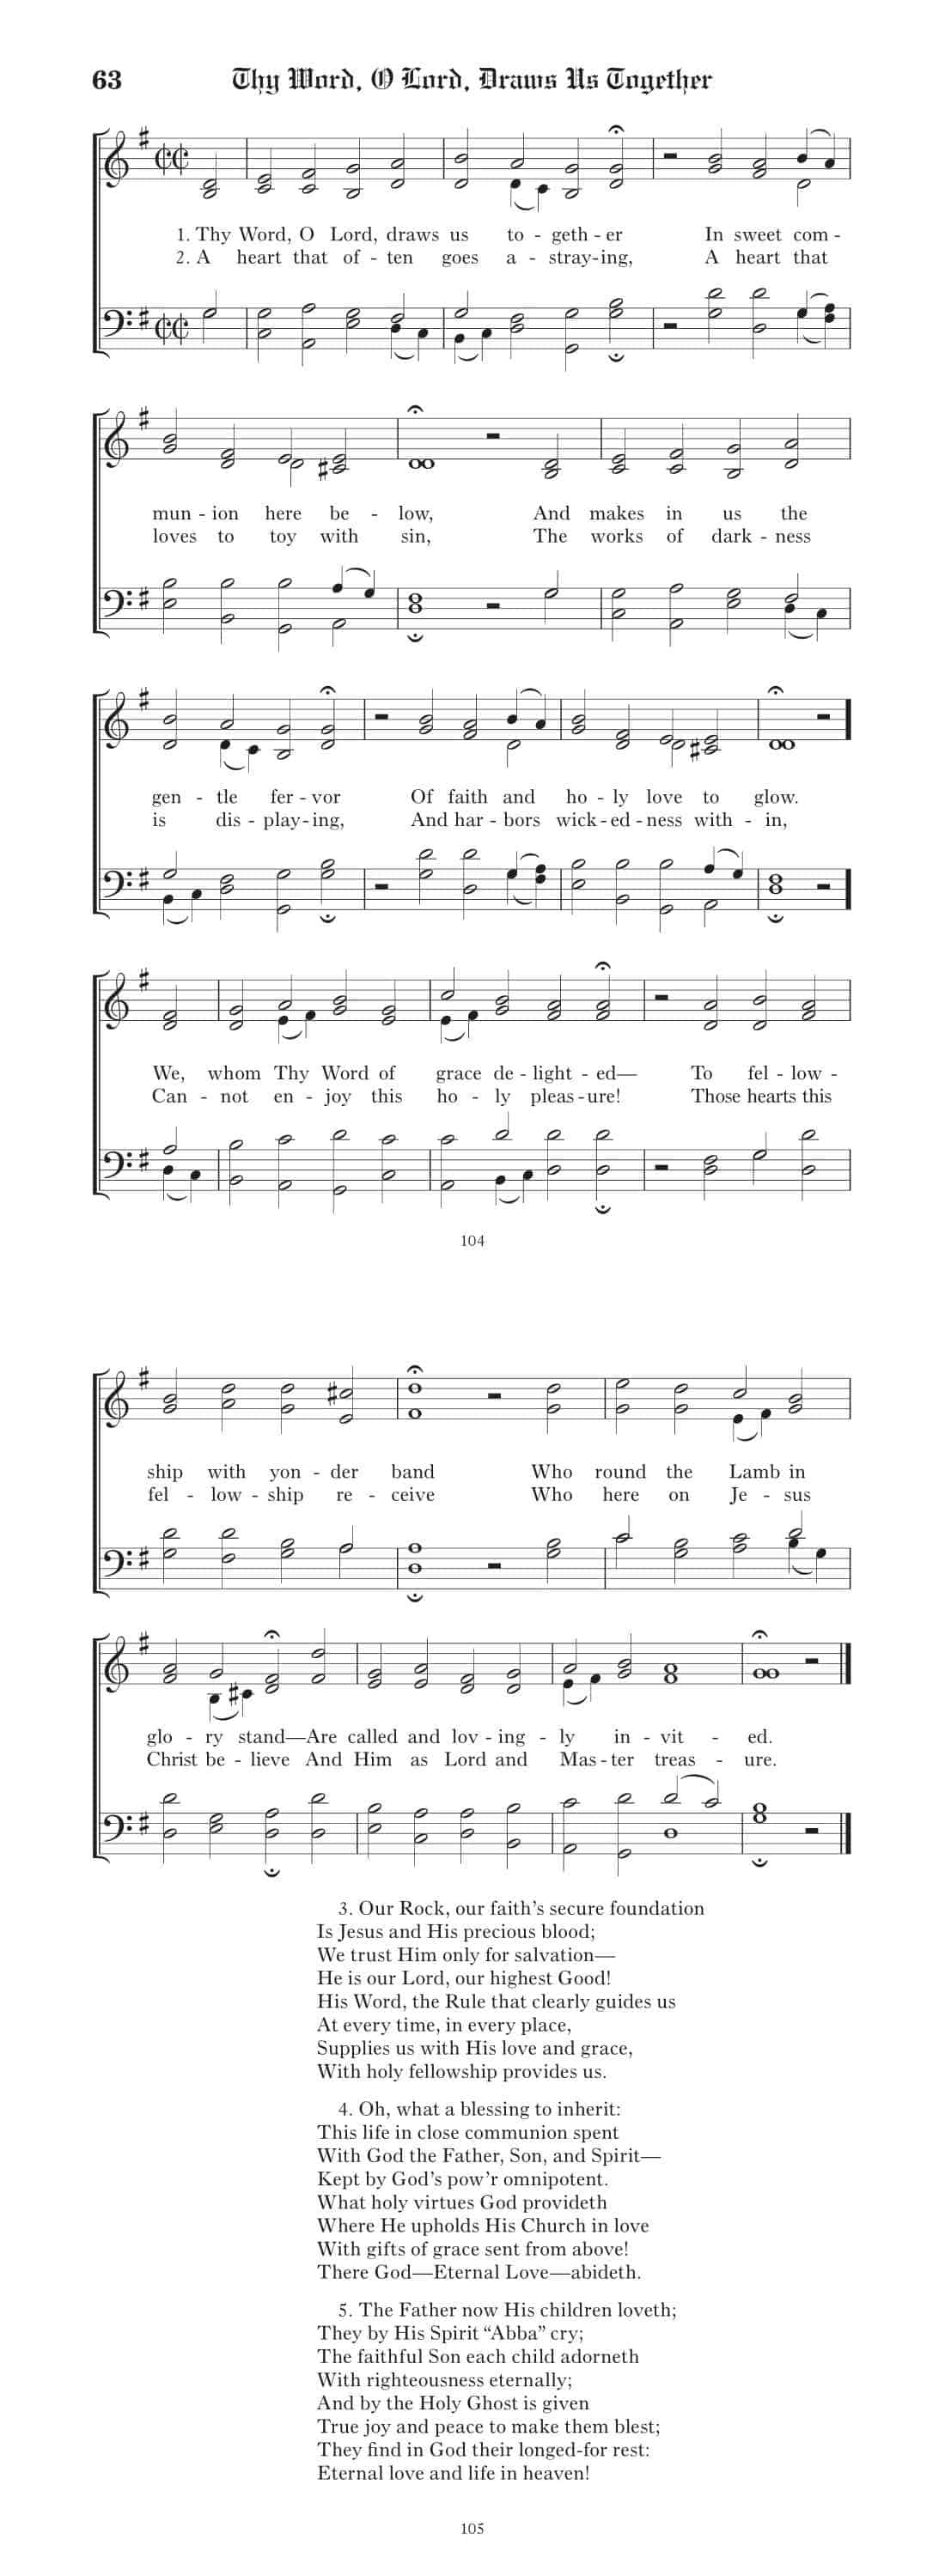 63 Thy Word, O Lord, Draws Us Together
1. Thy Word, O Lord, draws us to - geth - er In sweet com -
2. A heart that of - ten goes a - stray - ing, A heart that
mun - ion here be - low, And makes in us the
loves to toy with sin, The works of dark - ness
gen - tle fer - vor Of faith and ho - ly love to glow.
is dis - play - ing, And har - bors wick - ed - ness with - in,
We, whom Thy Word of grace de - light - ed— To fel - low -
Can - not en - joy this ho - ly pleas - ure! Those hearts this
104
ship with yon - der band Who round the Lamb in
fel - low - ship re - ceive Who here on Je - sus
glo - ry stand—Are called and lov - ing - ly in - vit - ed.
Christ be - lieve And Him as Lord and Mas - ter treas - ure.
3. Our Rock, our faith's secure foundation
Is Jesus and His precious blood;
We trust Him only for salvation—
He is our Lord, our highest Good!
His Word, the Rule that clearly guides us
At every time, in every place,
Supplies us with His love and grace,
With holy fellowship provides us.
4. Oh, what a blessing to inherit:
This life in close communion spent
With God the Father, Son, and Spirit—
Kept by God's pow'r omnipotent.
What holy virtues God provideth
Where He upholds His Church in love
With gifts of grace sent from above!
There God—Eternal Love—abideth.
5. The Father now His children loveth;
They by His Spirit “Abba” cry;
The faithful Son each child adorneth
With righteousness eternally;
And by the Holy Ghost is given
True joy and peace to make them blest;
They find in God their longed-for rest:
Eternal love and life in heaven!
105